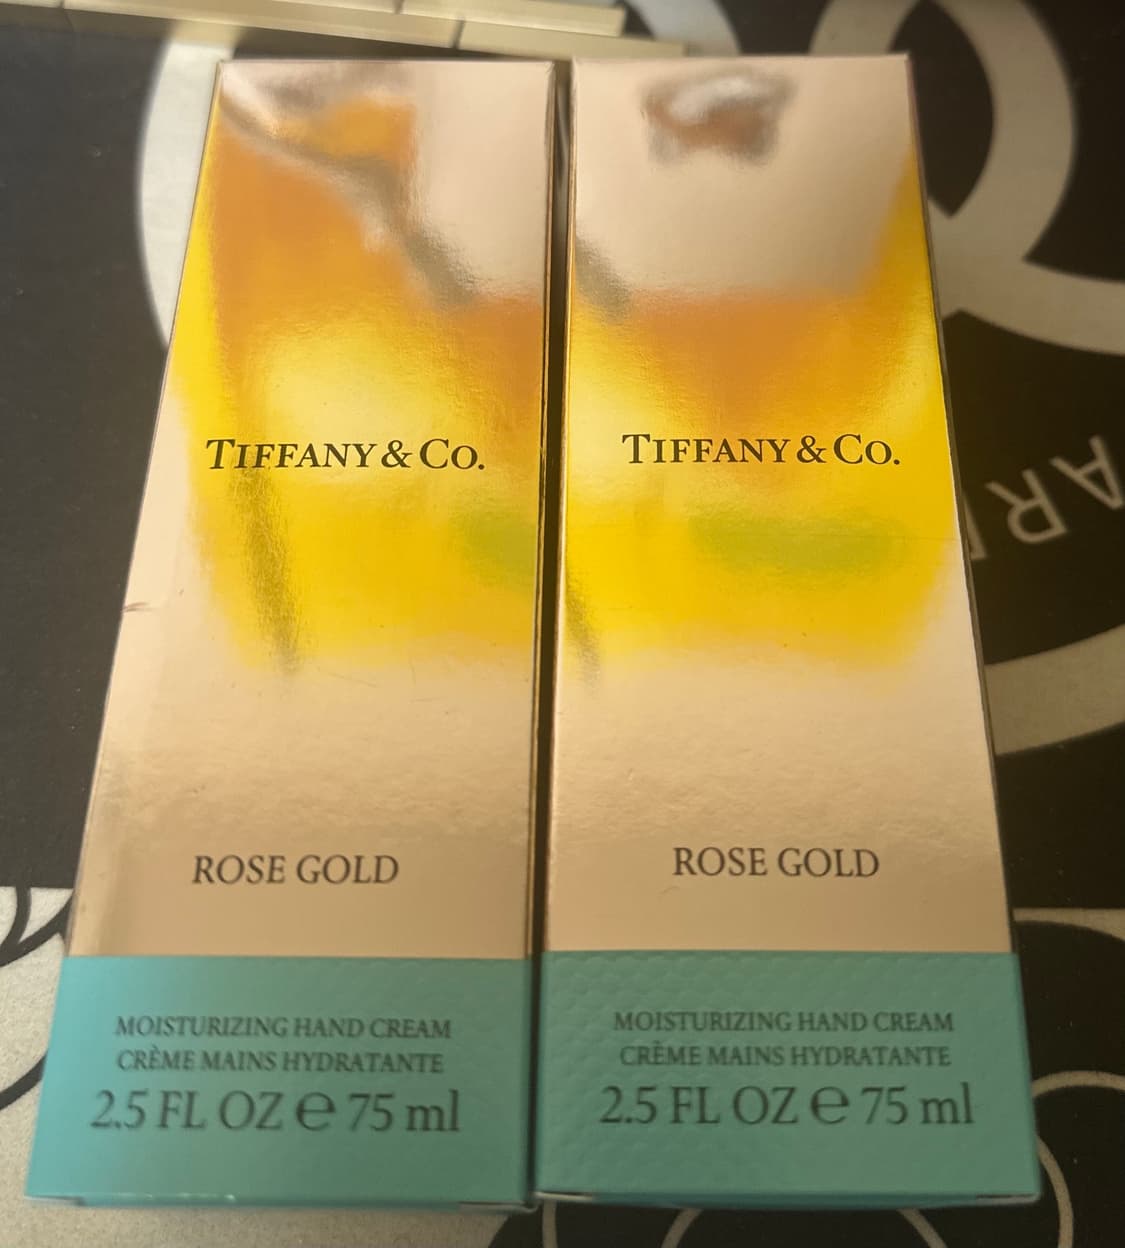 TIFFANY & CO.
ROSE GOLD
MOISTURIZING HAND CREAM
CRÈME MAINS HYDRATANTE
2.5 FL OZ ℮ 75 ml
TIFFANY & CO.
ROSE GOLD
MOISTURIZING HAND CREAM
CRÈME MAINS HYDRATANTE
2.5 FL OZ ℮ 75 ml